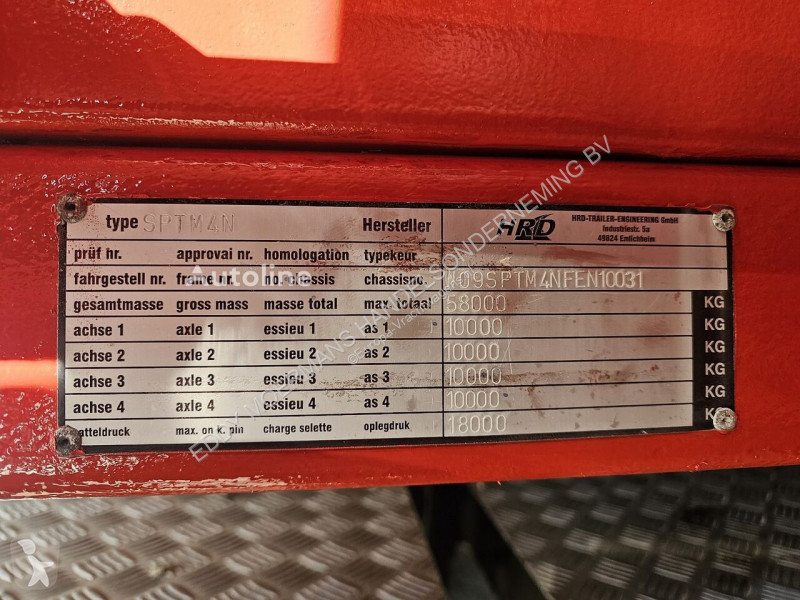 type SPTM4N Hersteller HRD HRD-TRAILER-ENGINEERING GmbH
Industriestr. 5a
49824 Emlichheim
prüf nr. approval nr. homologation typekeur
fahrgestell nr. frame nr. no. chassis chassisno.
W09SPTM4NFEN10031
gesamtmasse gross mass masse total max. totaal 58000 KG
achse 1 axle 1 essieu 1 as 1 10000 KG
achse 2 axle 2 essieu 2 as 2 10000 KG
achse 3 axle 3 essieu 3 as 3 10000 KG
achse 4 axle 4 essieu 4 as 4 10000 KG
max. on k. pin charge selette oplegdruk 18000 KG
Autoline